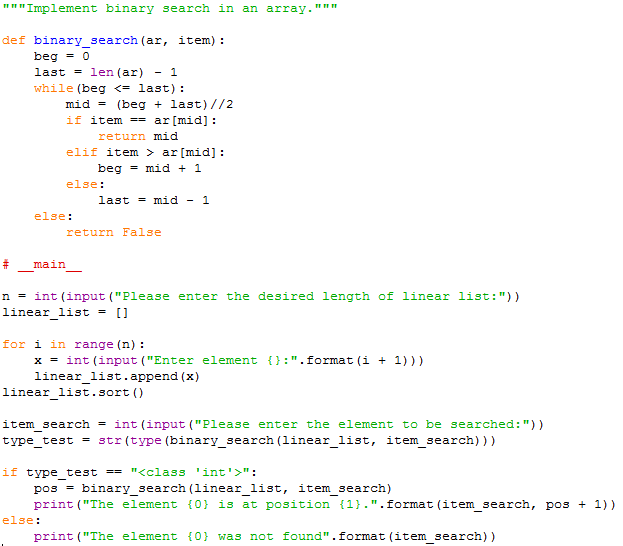 """Implement binary search in an array."""
def binary_search(ar, item):
    beg = 0
    last = len(ar) - 1
    while(beg <= last):
        mid = (beg + last)//2
        if item == ar[mid]:
            return mid
        elif item > ar[mid]:
            beg = mid + 1
        else:
            last = mid - 1
    else:
        return False
# __main__
n = int(input("Please enter the desired length of linear list:"))
linear_list = []
for i in range(n):
    x = int(input("Enter element {}:".format(i + 1)))
    linear_list.append(x)
linear_list.sort()
item_search = int(input("Please enter the element to be searched:"))
type_test = str(type(binary_search(linear_list, item_search)))
if type_test == "<class 'int'>":
    pos = binary_search(linear_list, item_search)
    print("The element {0} is at position {1}.".format(item_search, pos + 1))
else:
    print("The element {0} was not found".format(item_search))